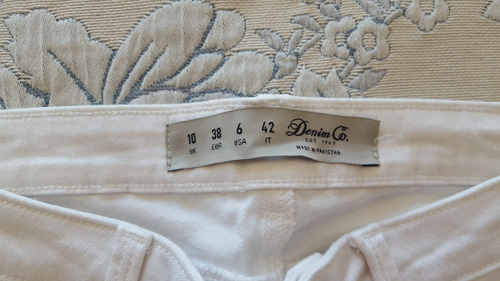 10 38 6 42 Denim Co.
UK EUR USA IT EST. 1969
MADE IN PAKISTAN